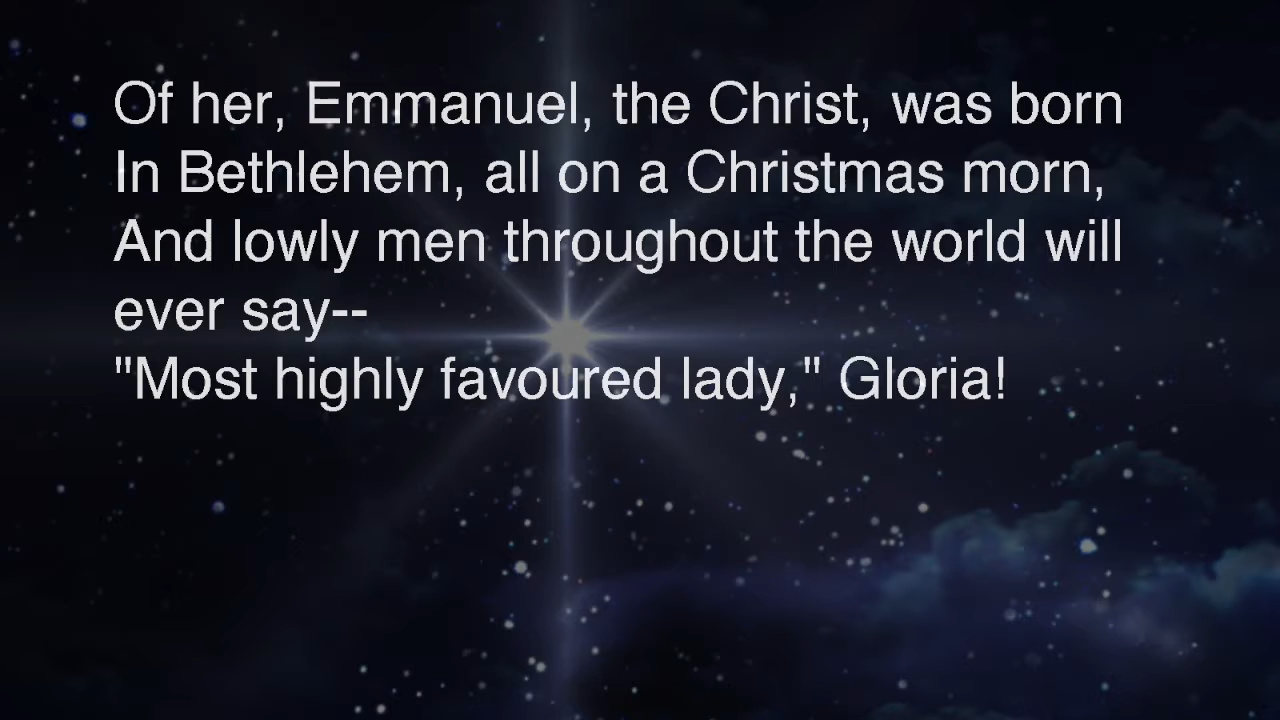 Of her, Emmanuel, the Christ, was born
In Bethlehem, all on a Christmas morn,
And lowly men throughout the world will
ever say--
"Most highly favoured lady," Gloria!